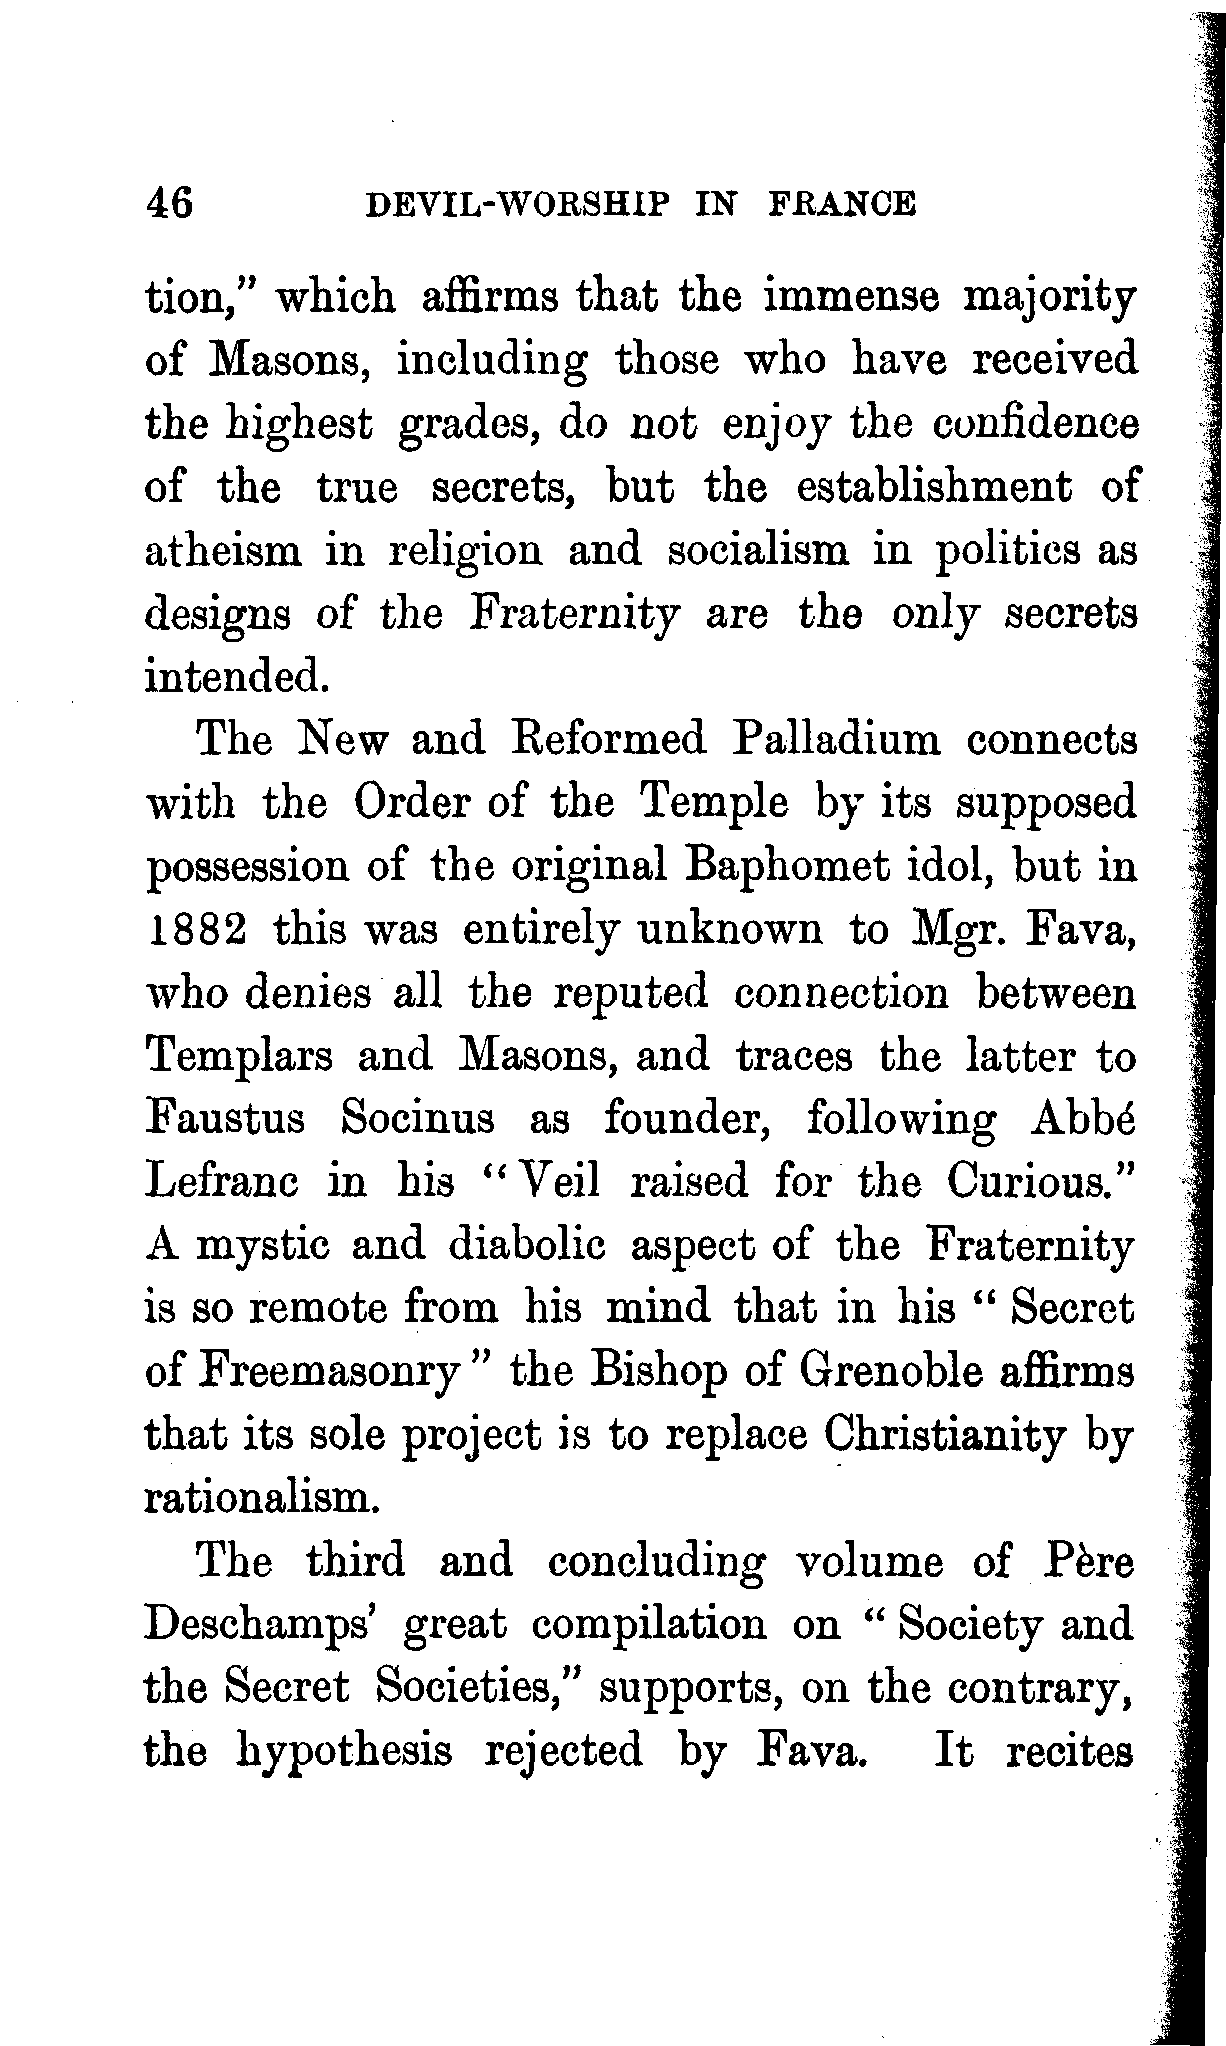 46 DEVIL-WORSHIP IN FRANCE
tion," which affirms that the immense majority
of Masons, including those who have received
the highest grades, do not enjoy the confidence
of the true secrets, but the establishment of
atheism in religion and socialism in politics as
designs of the Fraternity are the only secrets
intended.
The New and Reformed Palladium connects
with the Order of the Temple by its supposed
possession of the original Baphomet idol, but in
1882 this was entirely unknown to Mgr. Fava,
who denies all the reputed connection between
Templars and Masons, and traces the latter to
Faustus Socinus as founder, following Abbé
Lefranc in his "Veil raised for the Curious."
A mystic and diabolic aspect of the Fraternity
is so remote from his mind that in his "Secret
of Freemasonry" the Bishop of Grenoble affirms
that its sole project is to replace Christianity by
rationalism.
The third and concluding volume of Père
Deschamps' great compilation on "Society and
the Secret Societies," supports, on the contrary,
the hypothesis rejected by Fava. It recites